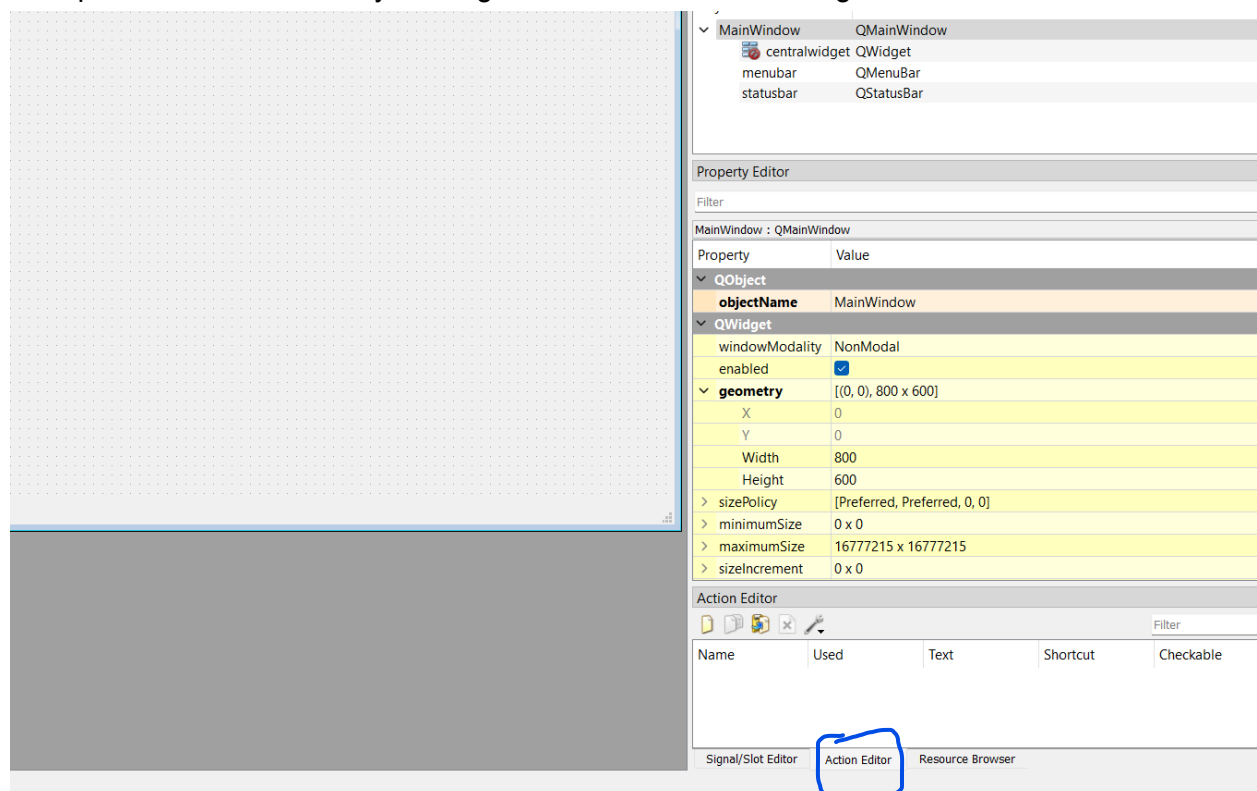 MainWindow QMainWindow
centralwidget QWidget
menubar QMenuBar
statusbar QStatusBar
Property Editor
Filter
MainWindow : QMainWindow
Property Value
QObject
objectName MainWindow
QWidget
windowModality NonModal
enabled
geometry [(0, 0), 800 x 600]
X 0
Y 0
Width 800
Height 600
sizePolicy [Preferred, Preferred, 0, 0]
minimumSize 0 x 0
maximumSize 16777215 x 16777215
sizeIncrement 0 x 0
Action Editor
Filter
Name Used Text Shortcut Checkable
Signal/Slot Editor Action Editor Resource Browser